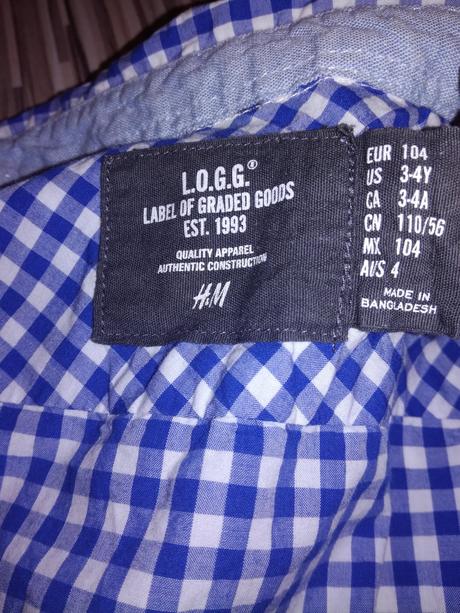 L.O.G.G.®
LABEL OF GRADED GOODS
EST. 1993
QUALITY APPAREL
AUTHENTIC CONSTRUCTION
H&M
EUR 104
US 3-4Y
CA 3-4A
CN 110/56
MX 104
AUS 4
MADE IN
BANGLADESH